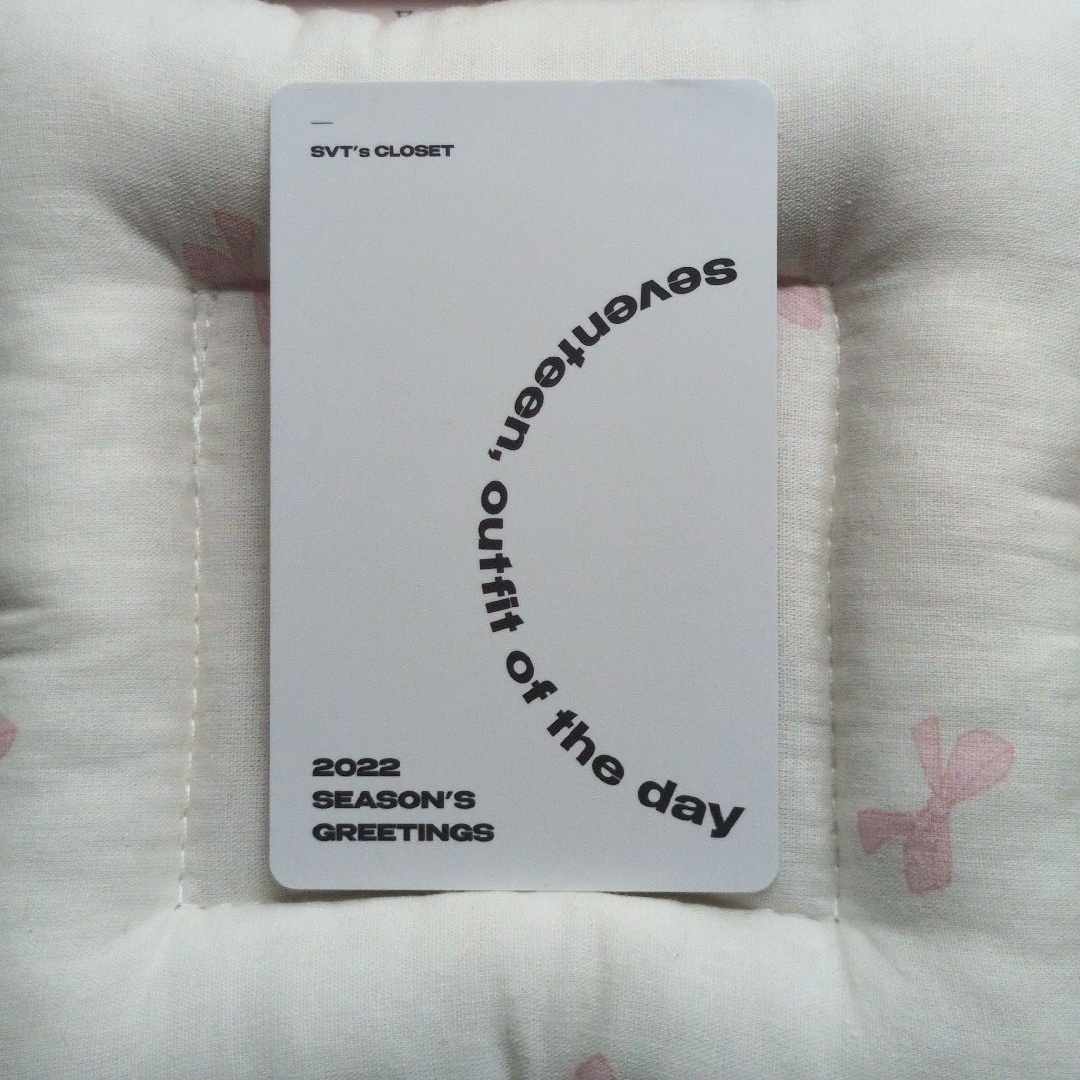 SVT's CLOSET
seventeen, outfit of the day
2022
SEASON'S
GREETINGS